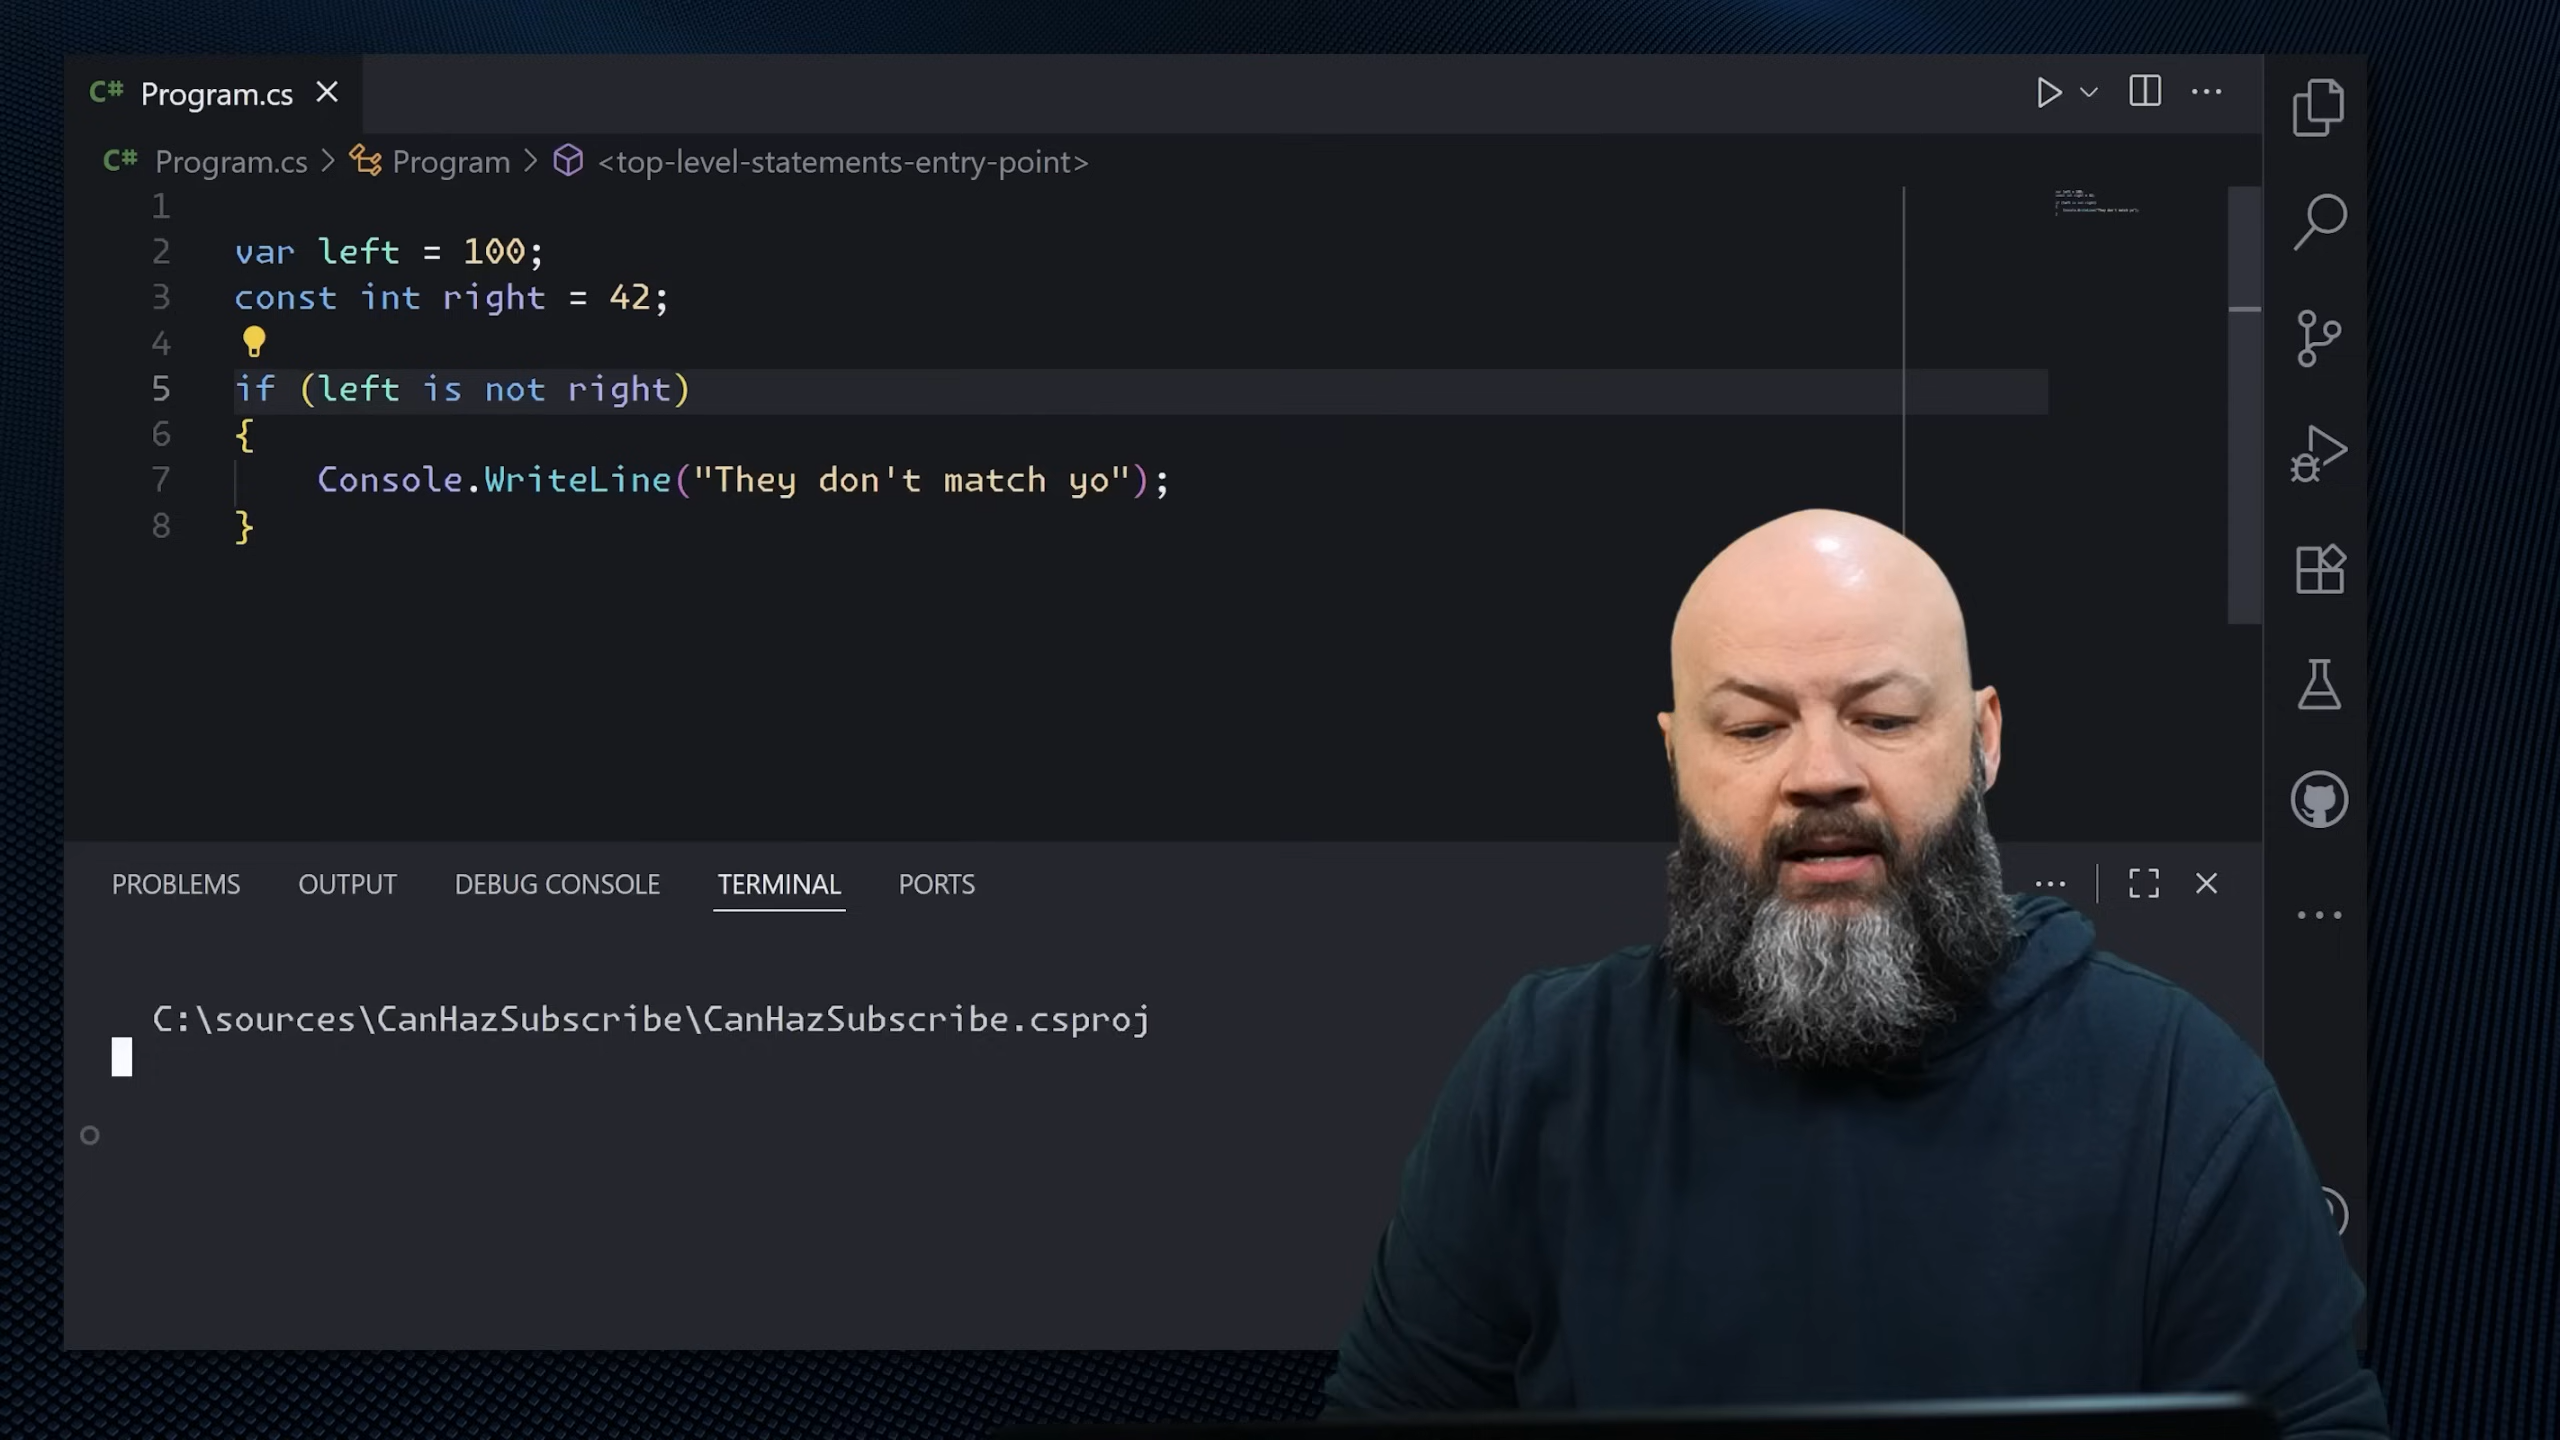 C# Program.cs
C# Program.cs > Program > <top-level-statements-entry-point>
1
2 var left = 100;
3 const int right = 42;
4
5 if (left is not right)
6 {
7 Console.WriteLine("They don't match yo");
8 }
PROBLEMS OUTPUT DEBUG CONSOLE TERMINAL PORTS
C:\sources\CanHazSubscribe\CanHazSubscribe.csproj